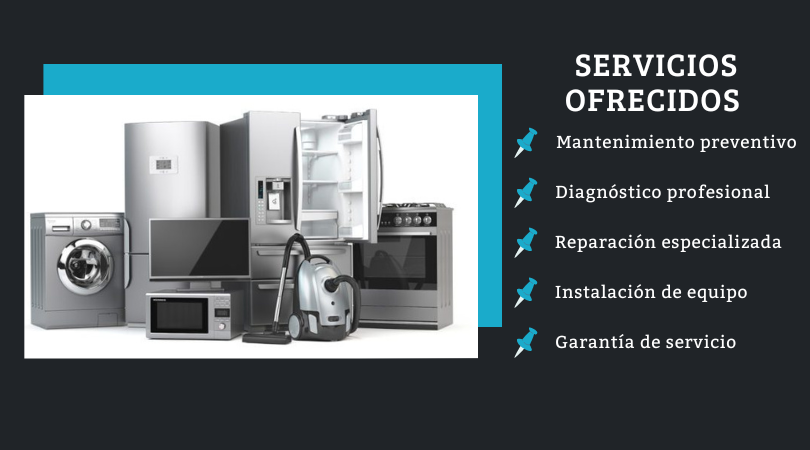 SERVICIOS
OFRECIDOS
Mantenimiento preventivo
Diagnóstico profesional
Reparación especializada
Instalación de equipo
Garantía de servicio